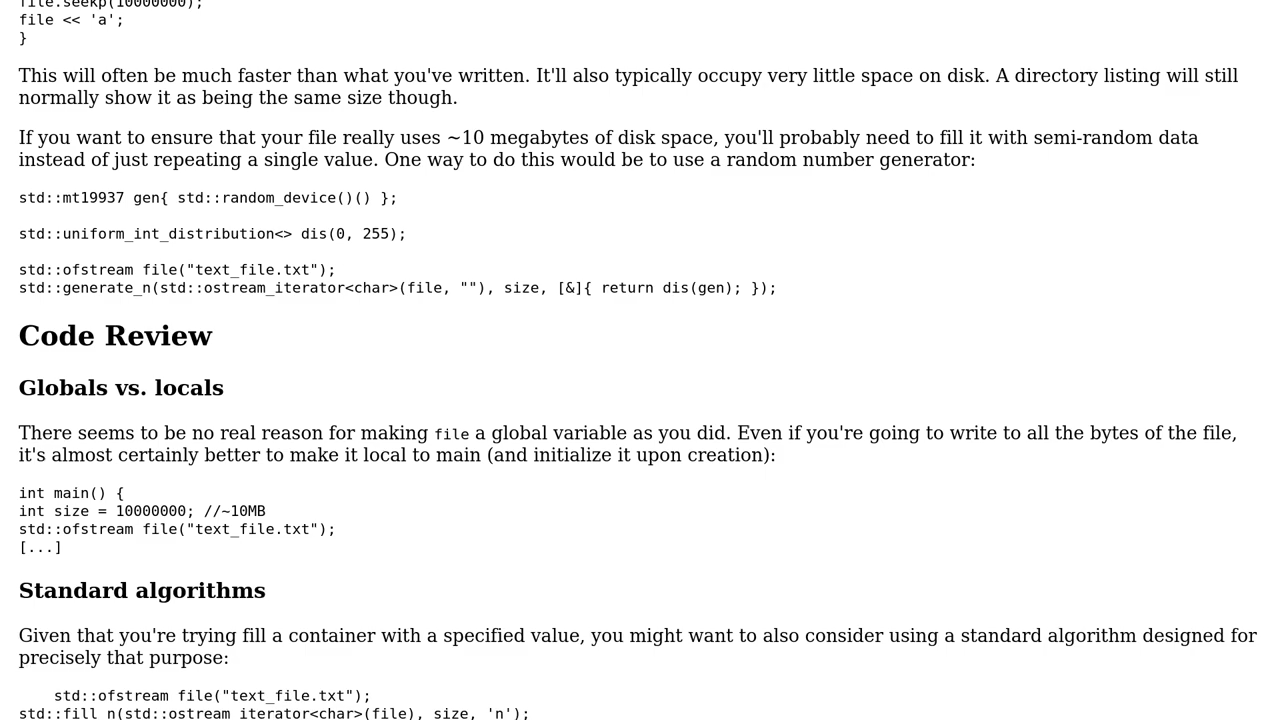 file.seekp(10000000);
file << 'a';
}
This will often be much faster than what you've written. It'll also typically occupy very little space on disk. A directory listing will still
normally show it as being the same size though.
If you want to ensure that your file really uses ~10 megabytes of disk space, you'll probably need to fill it with semi-random data
instead of just repeating a single value. One way to do this would be to use a random number generator:
std::mt19937 gen{ std::random_device()() };
std::uniform_int_distribution<> dis(0, 255);
std::ofstream file("text_file.txt");
std::generate_n(std::ostream_iterator<char>(file, ""), size, [&]{ return dis(gen); });
Code Review
Globals vs. locals
There seems to be no real reason for making file a global variable as you did. Even if you're going to write to all the bytes of the file,
it's almost certainly better to make it local to main (and initialize it upon creation):
int main() {
int size = 10000000; //~10MB
std::ofstream file("text_file.txt");
[...]
Standard algorithms
Given that you're trying fill a container with a specified value, you might want to also consider using a standard algorithm designed for
precisely that purpose:
std::ofstream file("text_file.txt");
std::fill_n(std::ostream_iterator<char>(file), size, 'n');